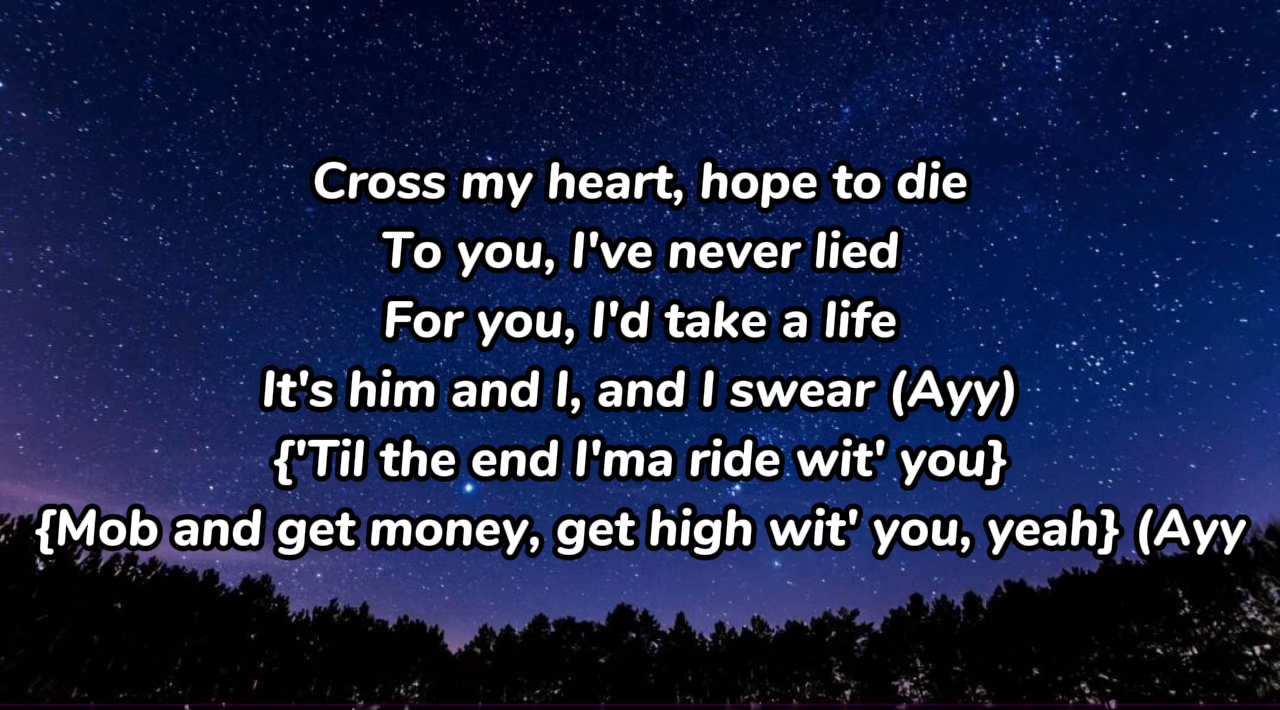 Cross my heart, hope to die
To you, I've never lied
For you, I'd take a life
It's him and I, and I swear (Ayy)
{'Til the end I'ma ride wit' you}
{Mob and get money, get high wit' you, yeah} (Ayy